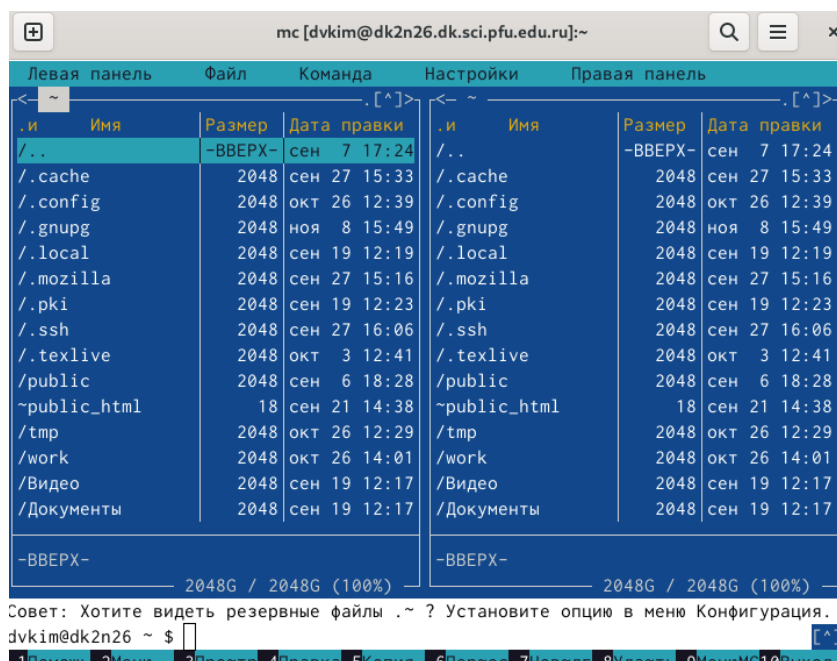 mc [dvkim@dk2n26.dk.sci.pfu.edu.ru]:~
Левая панель Файл Команда Настройки Правая панель
<— ~ .[^]> <— ~ .[^]>
.и Имя Размер Дата правки .и Имя Размер Дата правки
/.. -ВВЕРХ- сен 7 17:24 /.. -ВВЕРХ- сен 7 17:24
/.cache 2048 сен 27 15:33 /.cache 2048 сен 27 15:33
/.config 2048 окт 26 12:39 /.config 2048 окт 26 12:39
/.gnupg 2048 ноя 8 15:49 /.gnupg 2048 ноя 8 15:49
/.local 2048 сен 19 12:19 /.local 2048 сен 19 12:19
/.mozilla 2048 сен 27 15:16 /.mozilla 2048 сен 27 15:16
/.pki 2048 сен 19 12:23 /.pki 2048 сен 19 12:23
/.ssh 2048 сен 27 16:06 /.ssh 2048 сен 27 16:06
/.texlive 2048 окт 3 12:41 /.texlive 2048 окт 3 12:41
/public 2048 сен 6 18:28 /public 2048 сен 6 18:28
~public_html 18 сен 21 14:38 ~public_html 18 сен 21 14:38
/tmp 2048 окт 26 12:29 /tmp 2048 окт 26 12:29
/work 2048 окт 26 14:01 /work 2048 окт 26 14:01
/Видео 2048 сен 19 12:17 /Видео 2048 сен 19 12:17
/Документы 2048 сен 19 12:17 /Документы 2048 сен 19 12:17
-ВВЕРХ- -ВВЕРХ-
2048G / 2048G (100%) 2048G / 2048G (100%)
Совет: Хотите видеть резервные файлы .~ ? Установите опцию в меню Конфигурация.
dvkim@dk2n26 ~ $ [^]